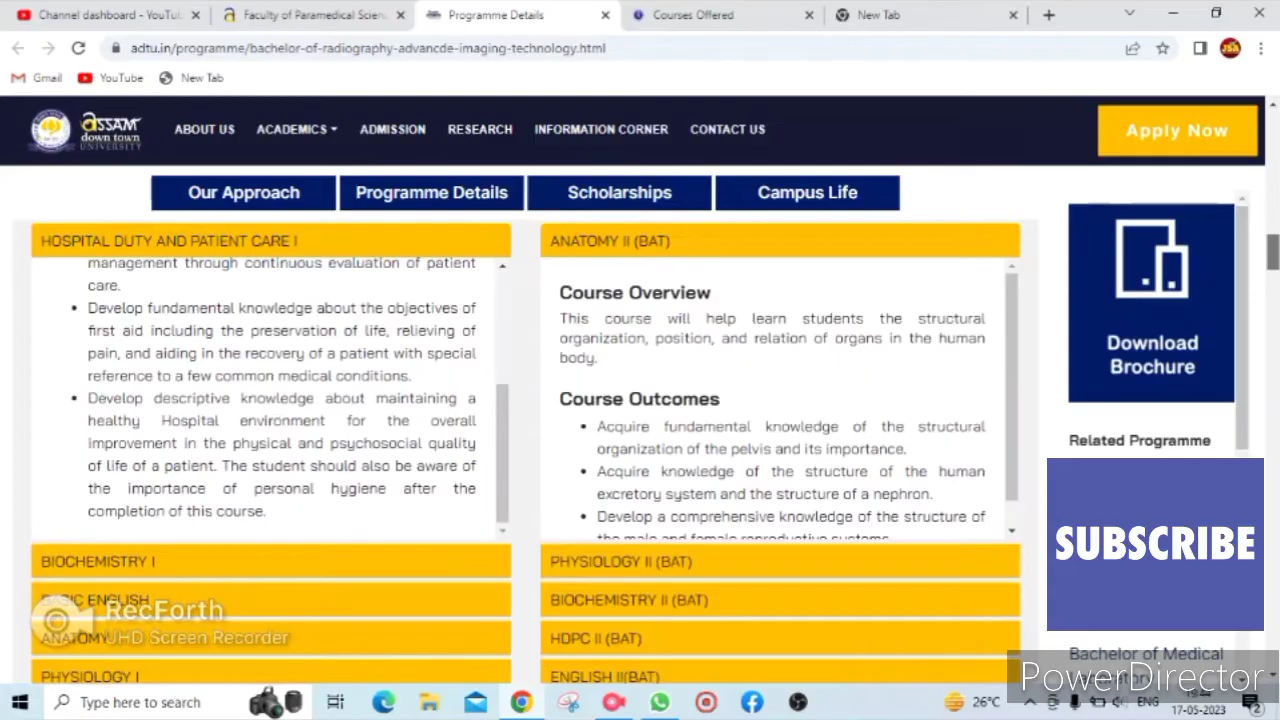 Channel dashboard - YouTu
Faculty of Paramedical Scien
Programme Details
Courses Offered
New Tab
adtu.in/programme/bachelor-of-radiography-advancde-imaging-technology.html
Gmail
YouTube
New Tab
assam
down town
UNIVERSITY
ABOUT US
ACADEMICS
ADMISSION
RESEARCH
INFORMATION CORNER
CONTACT US
Apply Now
Our Approach
Programme Details
Scholarships
Campus Life
HOSPITAL DUTY AND PATIENT CARE I
management through continuous evaluation of patient
care.
Develop fundamental knowledge about the objectives of
first aid including the preservation of life, relieving of
pain, and aiding in the recovery of a patient with special
reference to a few common medical conditions.
Develop descriptive knowledge about maintaining a
healthy Hospital environment for the overall
improvement in the physical and psychosocial quality
of life of a patient. The student should also be aware of
the importance of personal hygiene after the
completion of this course.
BIOCHEMISTRY I
BASIC ENGLISH
ANATOMY
PHYSIOLOGY I
ANATOMY II (BAT)
Course Overview
This course will help learn students the structural
organization, position, and relation of organs in the human
body.
Course Outcomes
Acquire fundamental knowledge of the structural
organization of the pelvis and its importance.
Acquire knowledge of the structure of the human
excretory system and the structure of a nephron.
Develop a comprehensive knowledge of the structure of
the male and female reproductive systems.
PHYSIOLOGY II (BAT)
BIOCHEMISTRY II (BAT)
HDPC II (BAT)
ENGLISH II(BAT)
Download
Brochure
Related Programme
SUBSCRIBE
Bachelor of Medical
RecForth
UHD Screen Recorder
PowerDirector
Type here to search
26°C
ENG
17-05-2023
2